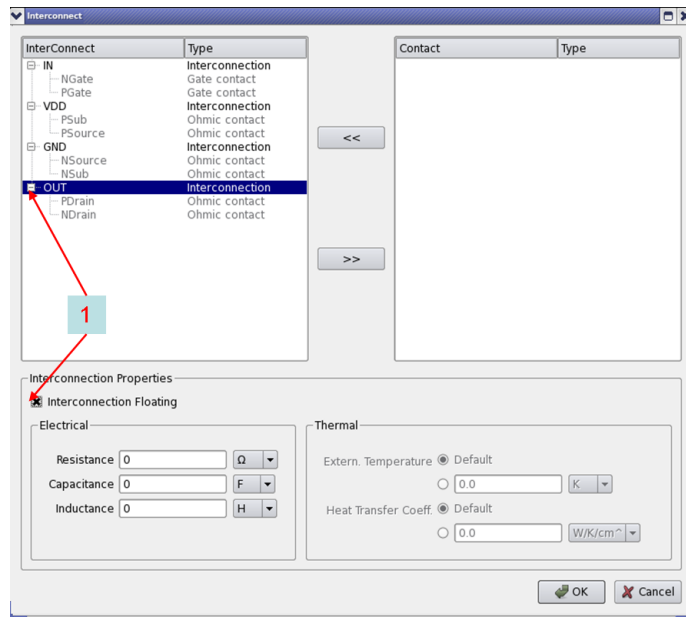 Interconnect
InterConnect Type
IN Interconnection
NGate Gate contact
PGate Gate contact
VDD Interconnection
PSub Ohmic contact
PSource Ohmic contact
GND Interconnection
NSource Ohmic contact
NSub Ohmic contact
OUT Interconnection
PDrain Ohmic contact
NDrain Ohmic contact
<<
>>
Contact Type
1
Interconnection Properties
Interconnection Floating
Electrical
Resistance 0 Ω
Capacitance 0 F
Inductance 0 H
Thermal
Extern. Temperature Default
0.0 K
Heat Transfer Coeff. Default
0.0 W/K/cm^
OK Cancel